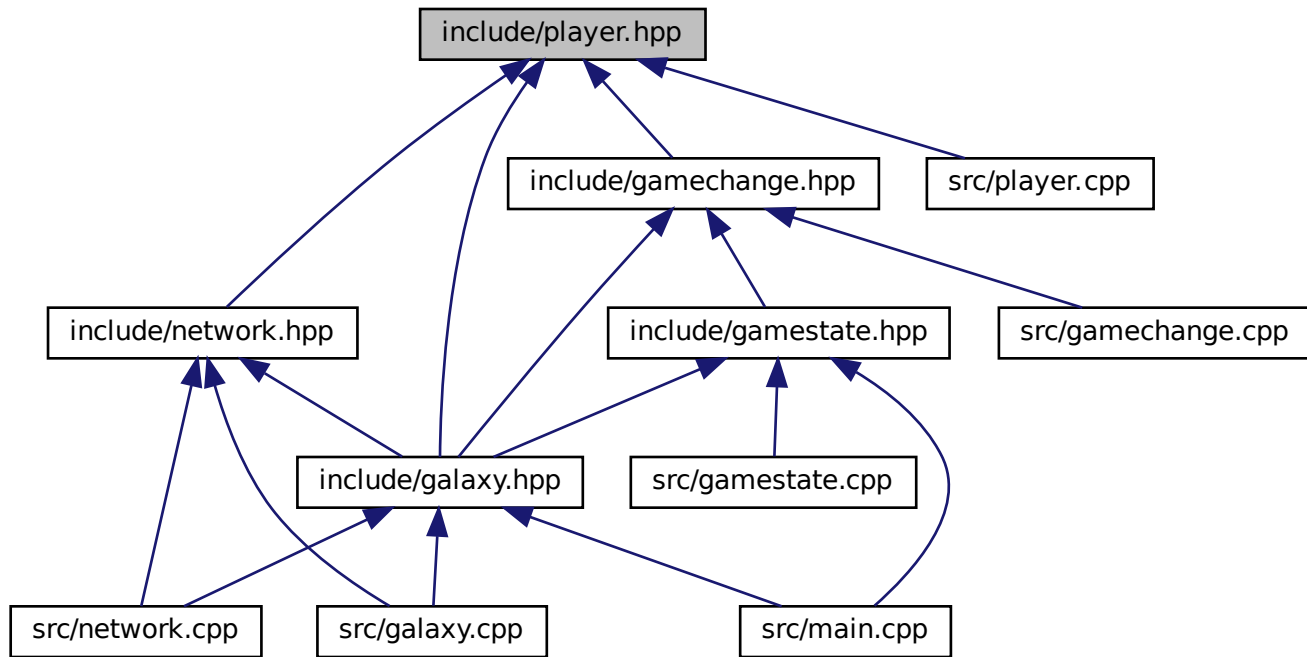 include/player.hpp
include/gamechange.hpp
src/player.cpp
include/network.hpp
include/gamestate.hpp
src/gamechange.cpp
include/galaxy.hpp
src/gamestate.cpp
src/network.cpp
src/galaxy.cpp
src/main.cpp